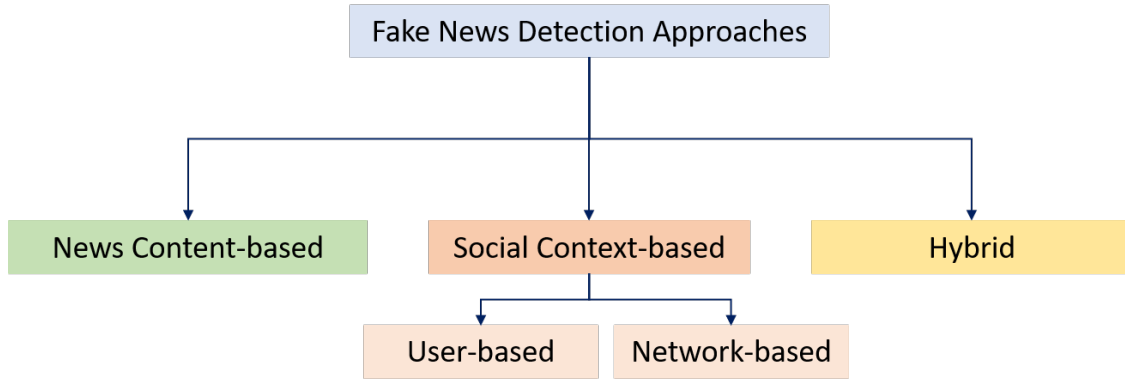 Fake News Detection Approaches
News Content-based
Social Context-based
Hybrid
User-based
Network-based